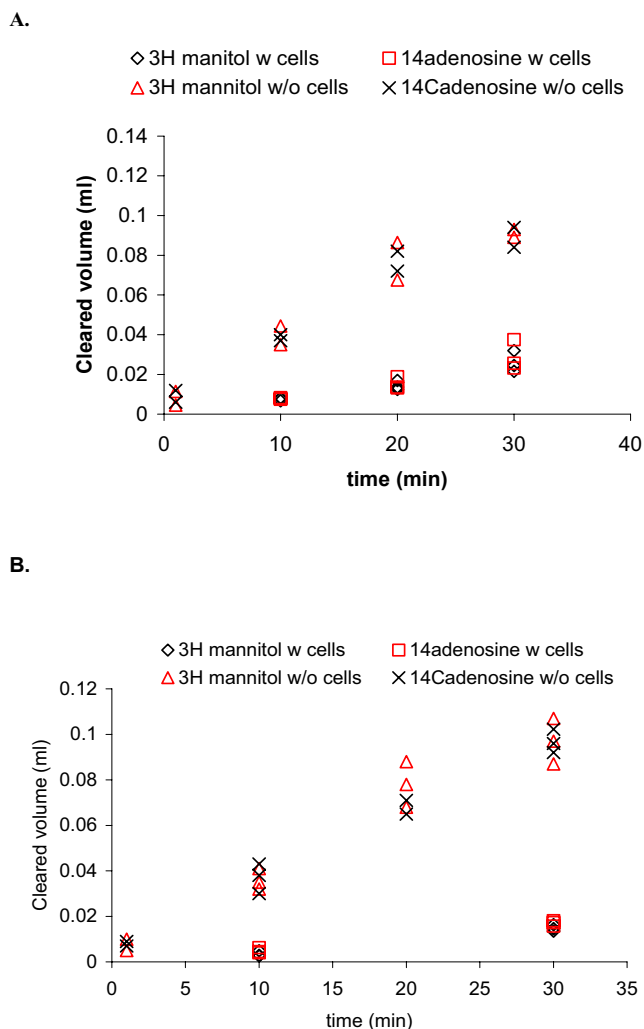 A.
3H manitol w cells 14adenosine w cells
3H mannitol w/o cells 14Cadenosine w/o cells
0.14
0.12
0.1
0.08
0.06
0.04
0.02
0
Cleared volume (ml)
0 10 20 30 40
time (min)
B.
3H mannitol w cells 14adenosine w cells
3H mannitol w/o cells 14Cadenosine w/o cells
0.12
0.1
0.08
0.06
0.04
0.02
0
Cleared volume (ml)
0 5 10 15 20 25 30 35
time (min)